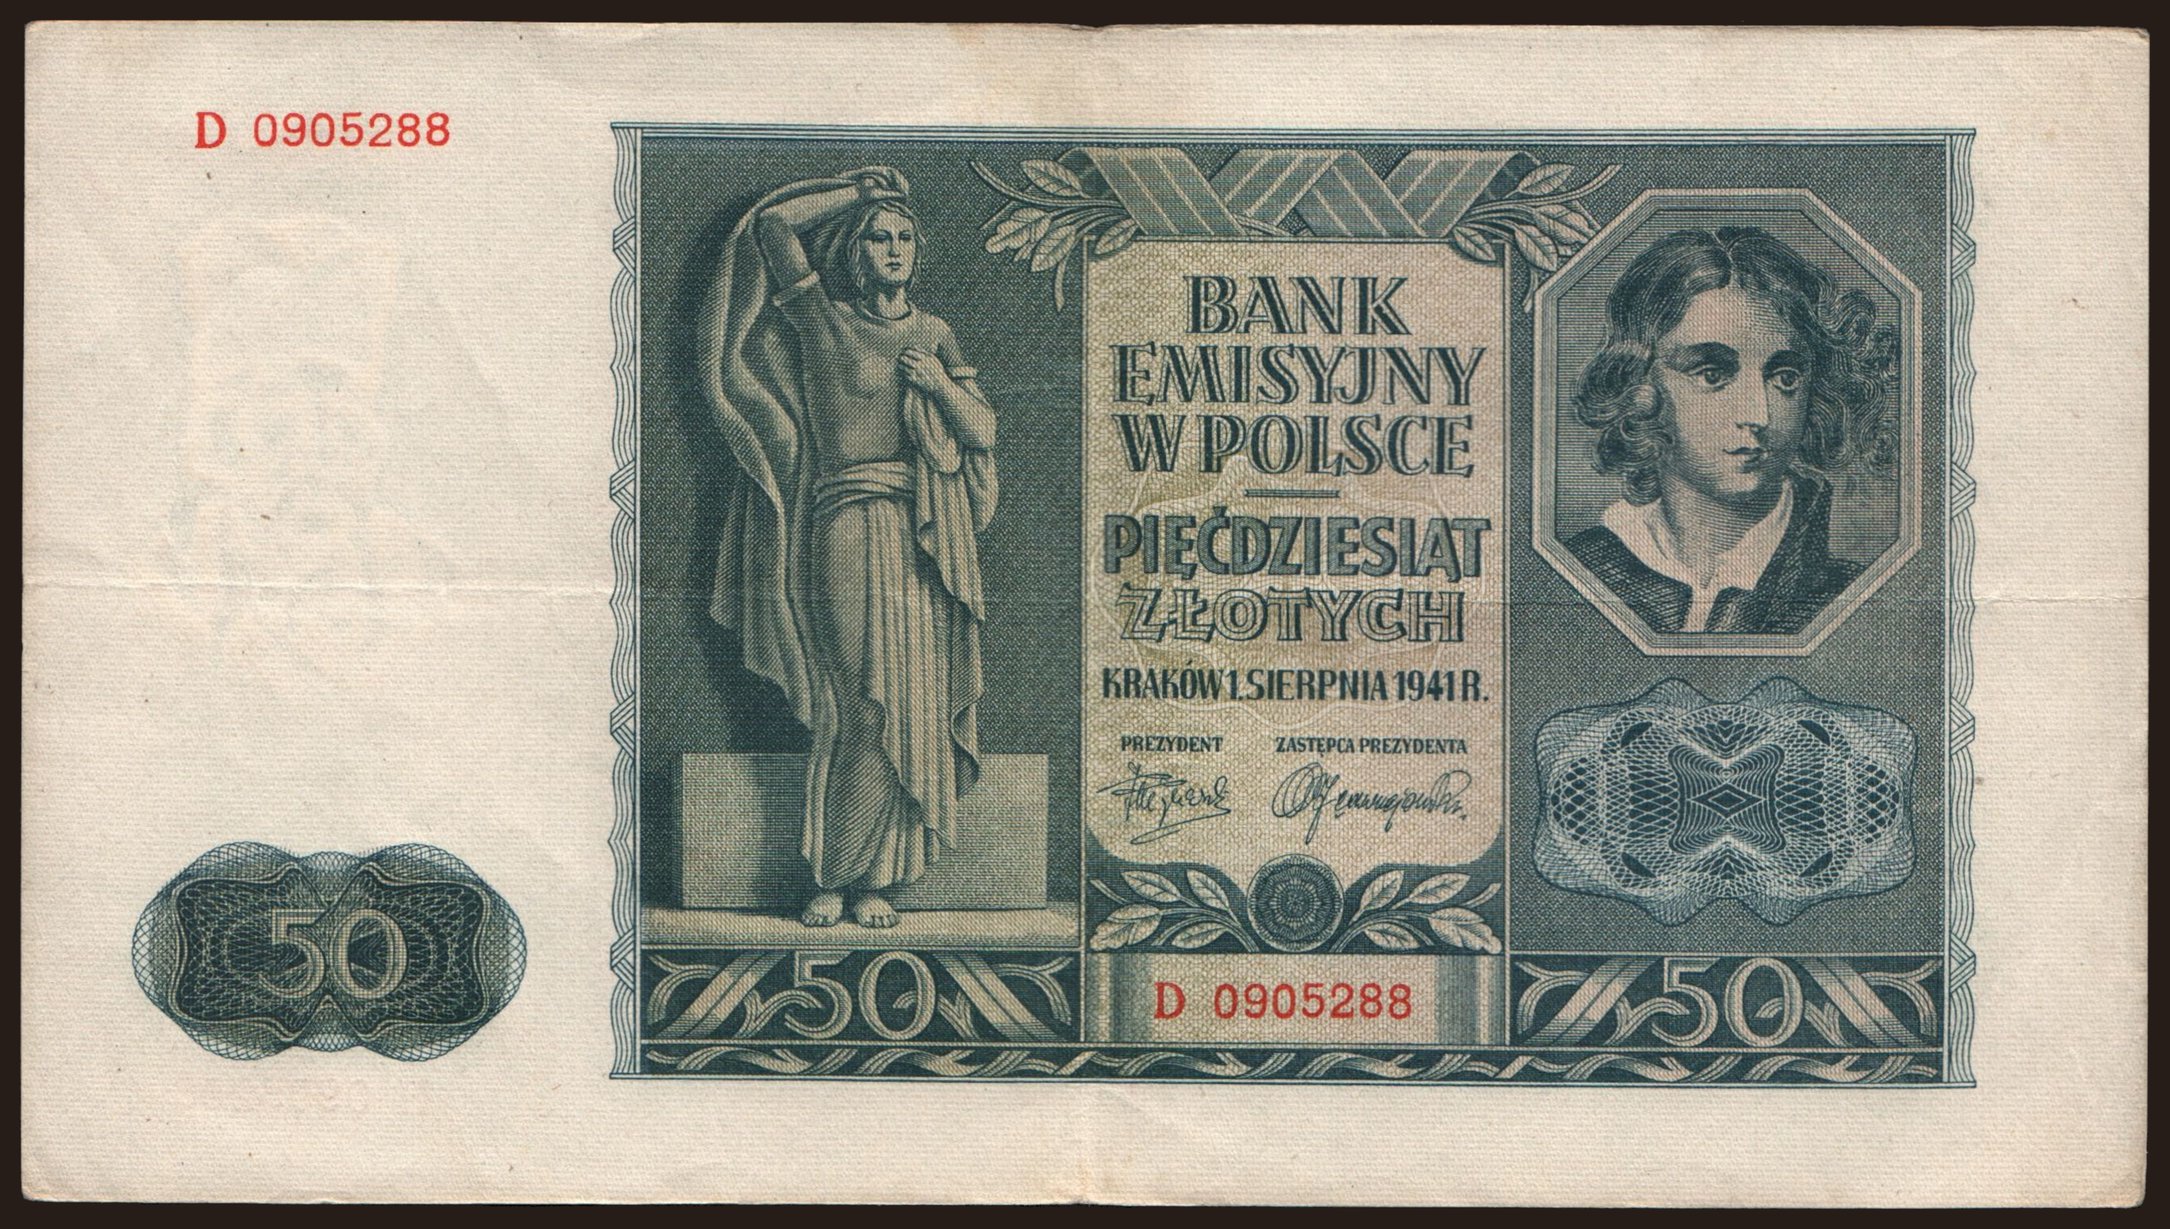 D 0905288
BANK
EMISYJNY
W POLSCE
PIĘĆDZIESIĄT
ZŁOTYCH
KRAKÓW 1. SIERPNIA 1941 R.
PREZYDENT ZASTĘPCA PREZYDENTA
50
50
D 0905288
50